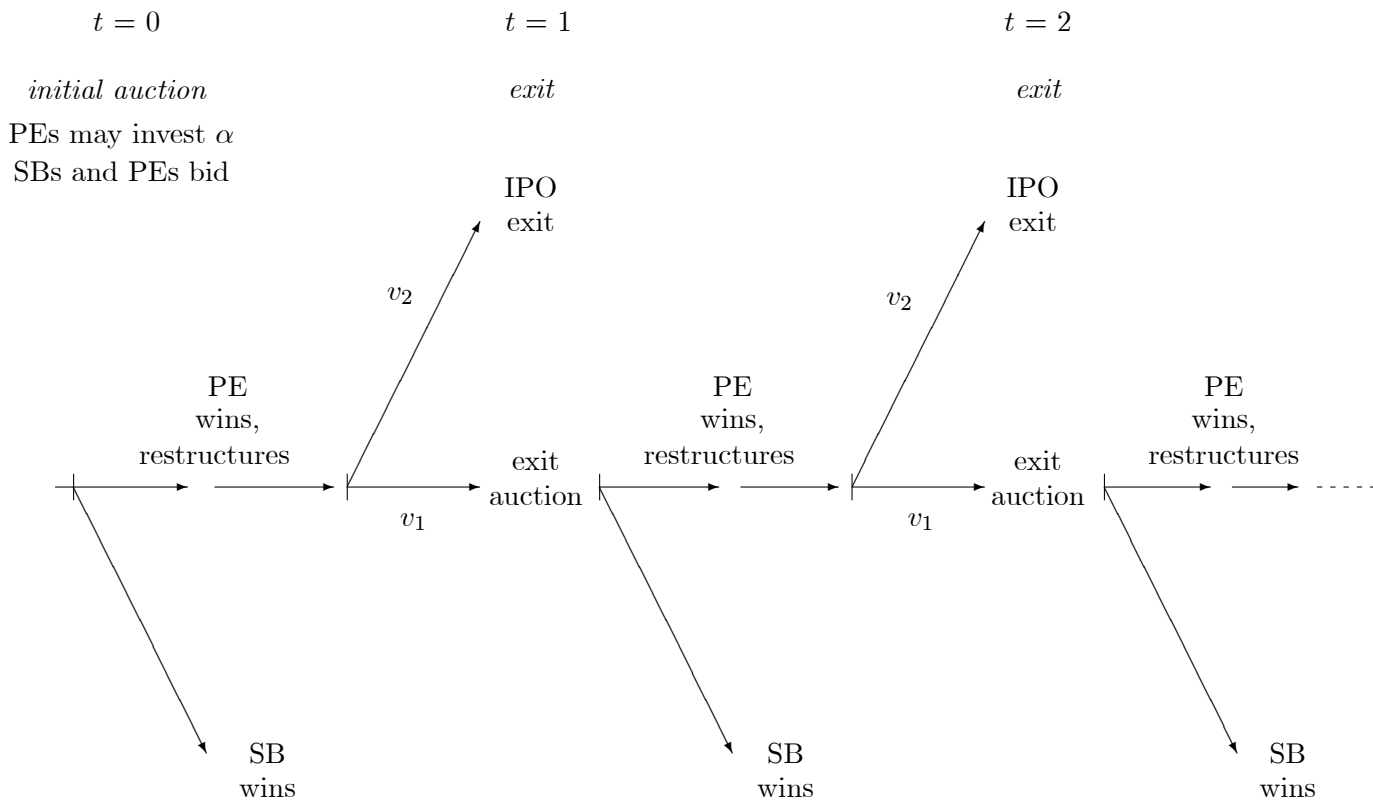 t = 0
t = 1
t = 2
initial auction
exit
exit
PEs may invest α
SBs and PEs bid
IPO
exit
IPO
exit
v₂
v₂
PE
wins,
restructures
PE
wins,
restructures
PE
wins,
restructures
exit
auction
exit
auction
v₁
v₁
SB
wins
SB
wins
SB
wins